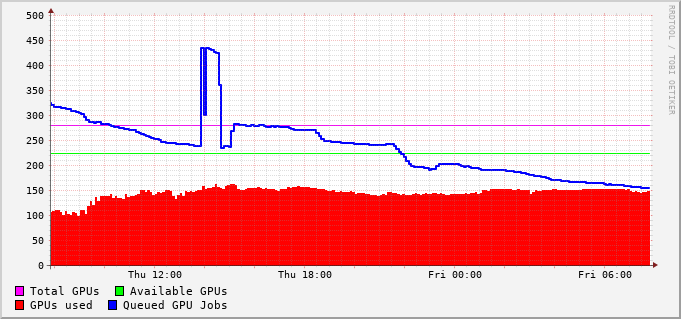 500
450
400
350
300
250
200
150
100
50
0
Thu 12:00 Thu 18:00 Fri 00:00 Fri 06:00
Total GPUs Available GPUs
GPUs used Queued GPU Jobs
RRDTOOL / TOBI OETIKER